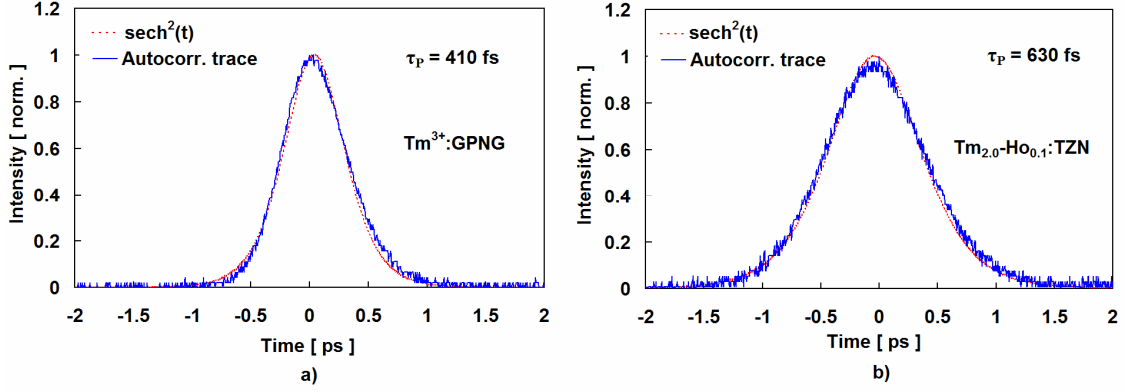 sech²(t)
Autocorr. trace
τP = 410 fs
Tm³⁺:GPNG
Intensity [ norm. ]
1.2
1
0.8
0.6
0.4
0.2
0
-2 -1.5 -1 -0.5 0 0.5 1 1.5 2
Time [ ps ]
a)
sech²(t)
Autocorr. trace
τP = 630 fs
Tm2.0-Ho0.1:TZN
Intensity [ norm. ]
1.2
1
0.8
0.6
0.4
0.2
0
-2 -1.5 -1 -0.5 0 0.5 1 1.5 2
Time [ ps ]
b)